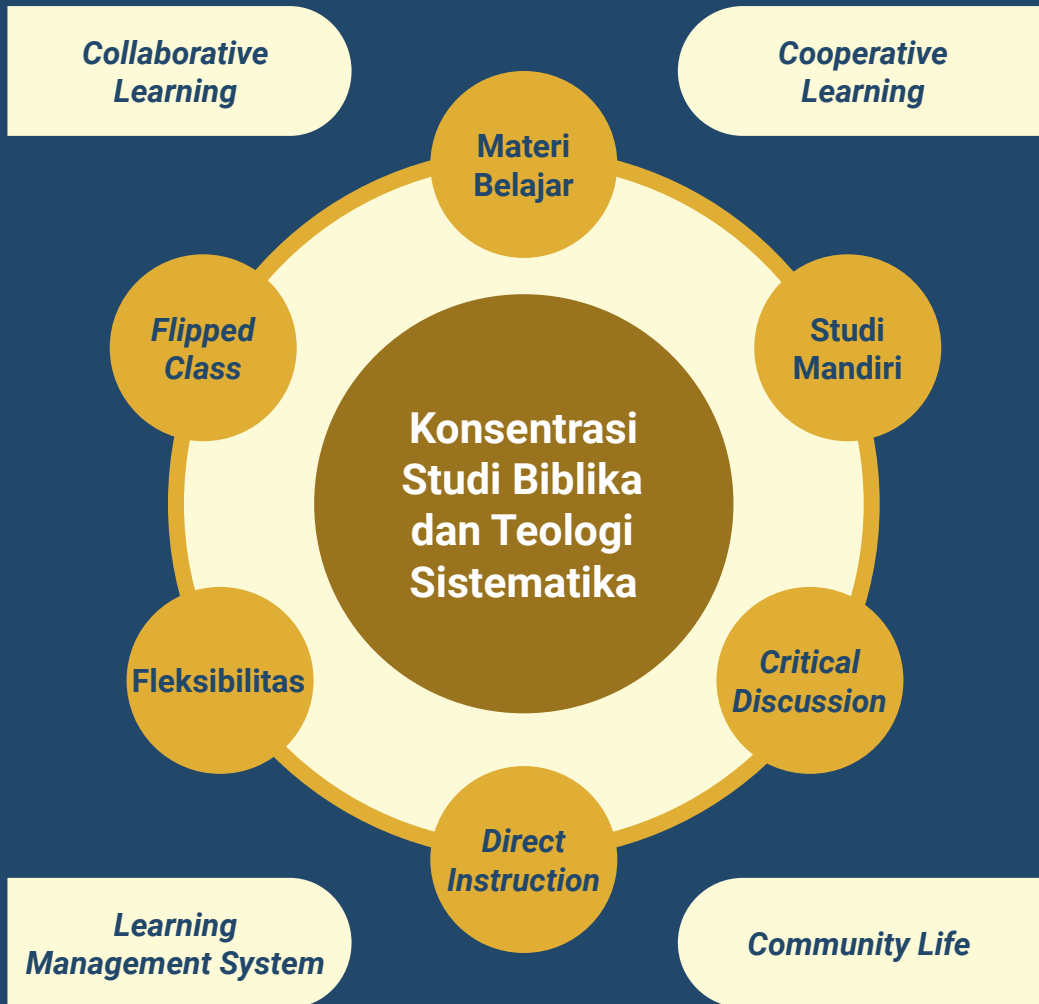 Collaborative
Learning
Cooperative
Learning
Materi
Belajar
Flipped
Class
Studi
Mandiri
Konsentrasi
Studi Biblika
dan Teologi
Sistematika
Fleksibilitas
Critical
Discussion
Direct
Instruction
Learning
Management System
Community Life